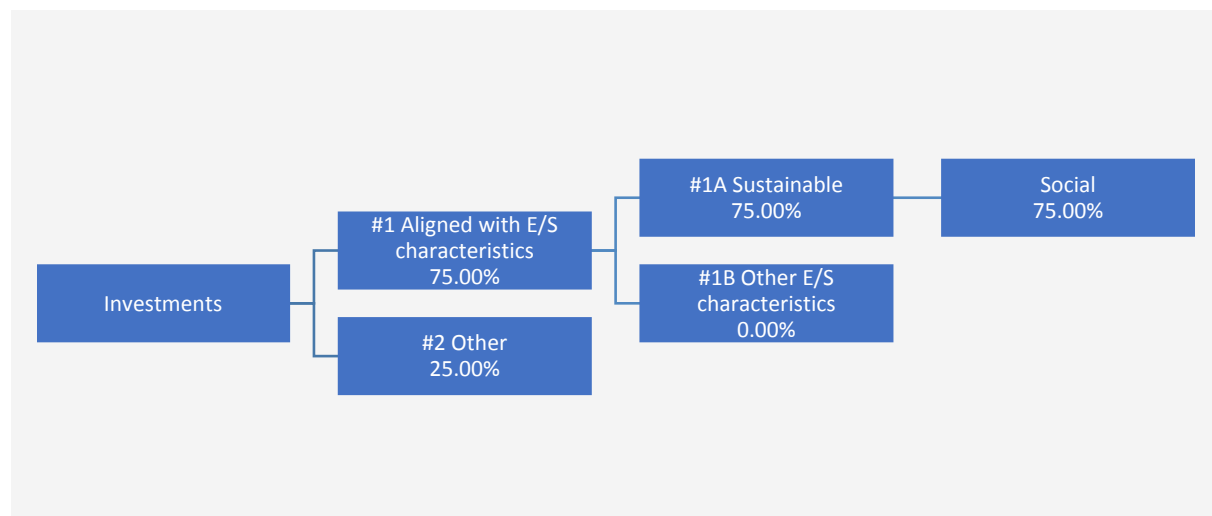 Investments
#1 Aligned with E/S
characteristics
75.00%
#2 Other
25.00%
#1A Sustainable
75.00%
#1B Other E/S
characteristics
0.00%
Social
75.00%